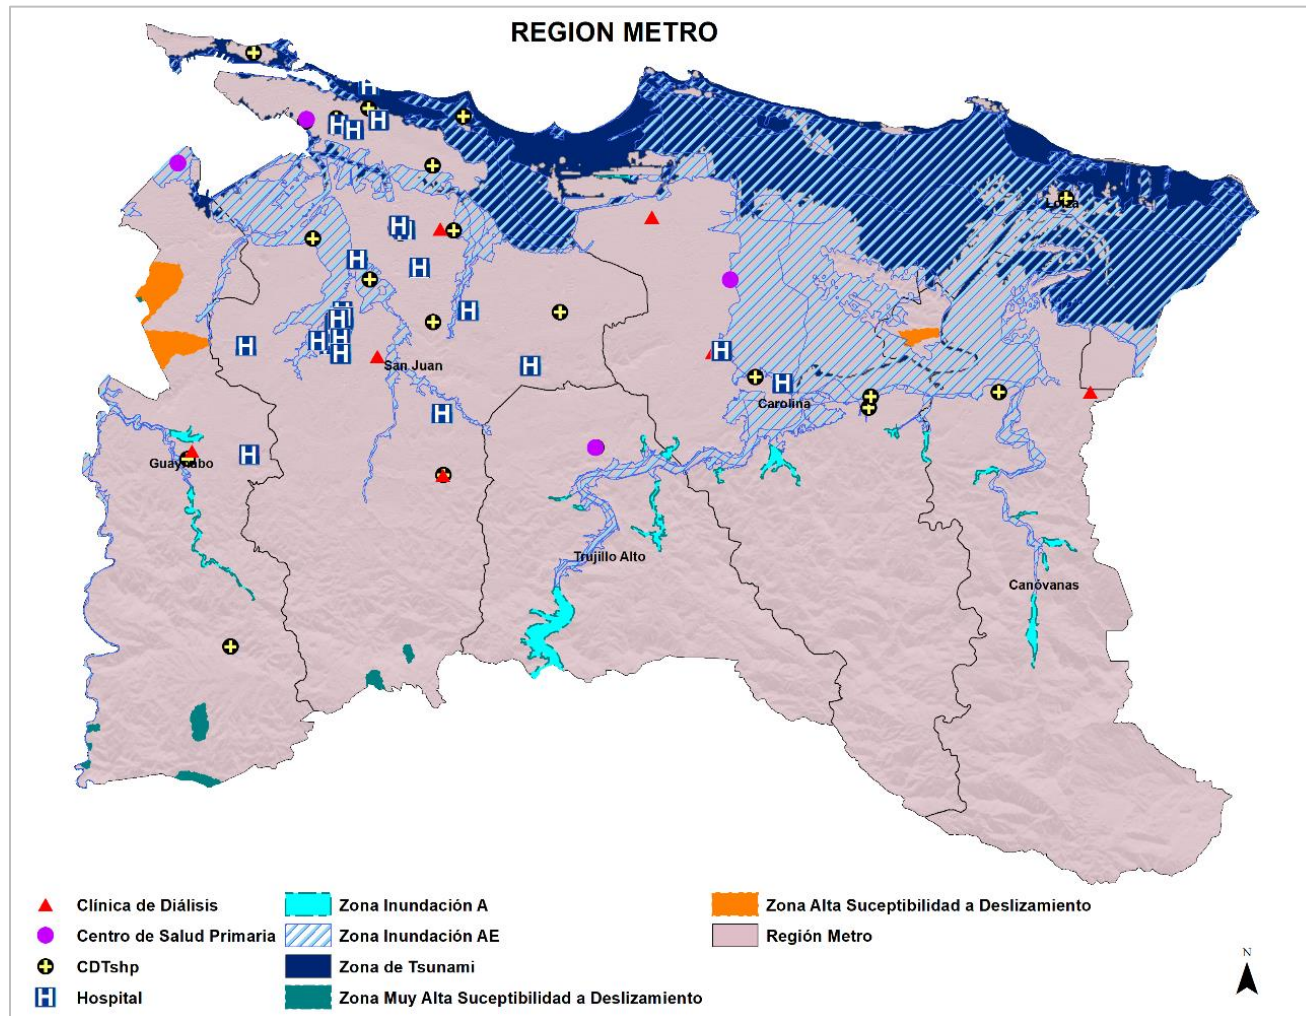 REGION METRO
Loíza
San Juan
Carolina
Guaynabo
Trujillo Alto
Canóvanas
Clínica de Diálisis
Centro de Salud Primaria
CDTshp
Hospital
Zona Inundación A
Zona Inundación AE
Zona de Tsunami
Zona Muy Alta Suceptibilidad a Deslizamiento
Zona Alta Suceptibilidad a Deslizamiento
Región Metro
N